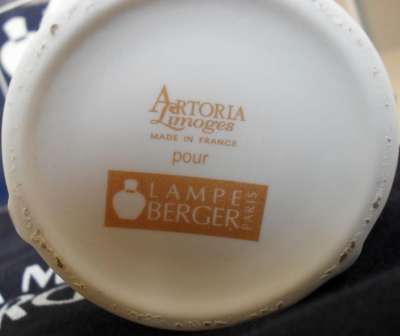 ARTORIA
Limoges
MADE IN FRANCE
pour
LAMPE
BERGER
PARIS